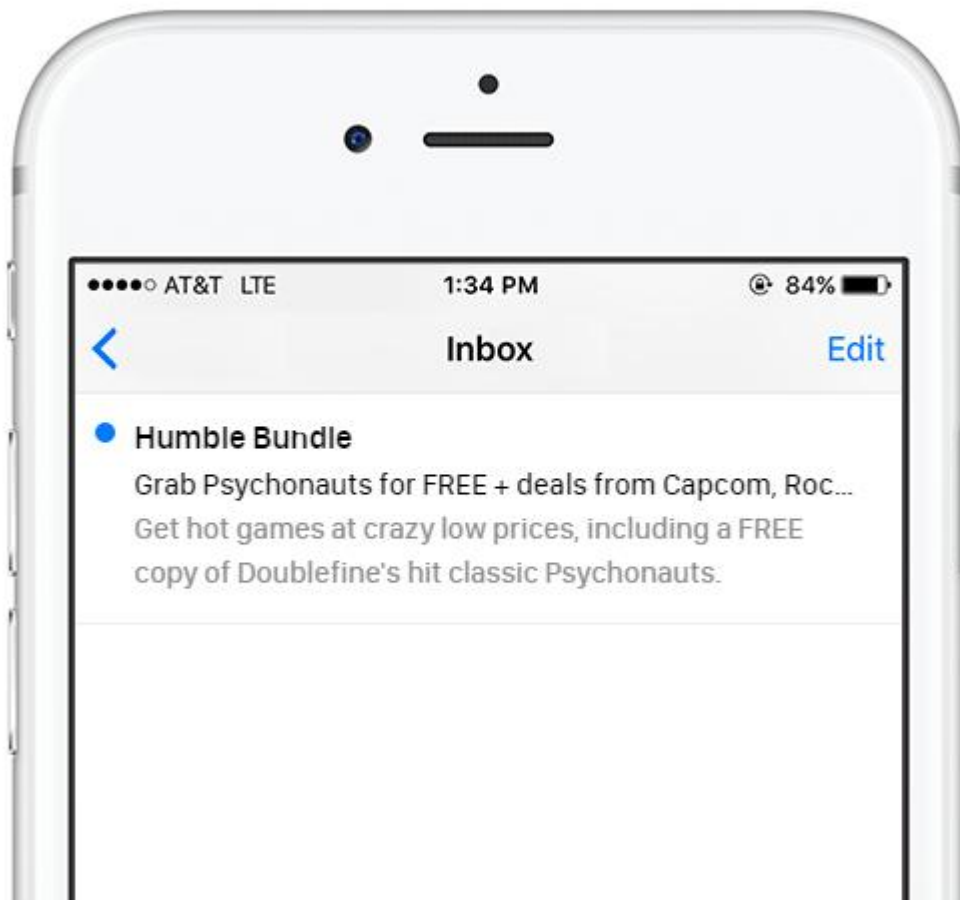 AT&T LTE 1:34 PM 84%
Inbox Edit
Humble Bundle
Grab Psychonauts for FREE + deals from Capcom, Roc...
Get hot games at crazy low prices, including a FREE
copy of Doublefine's hit classic Psychonauts.